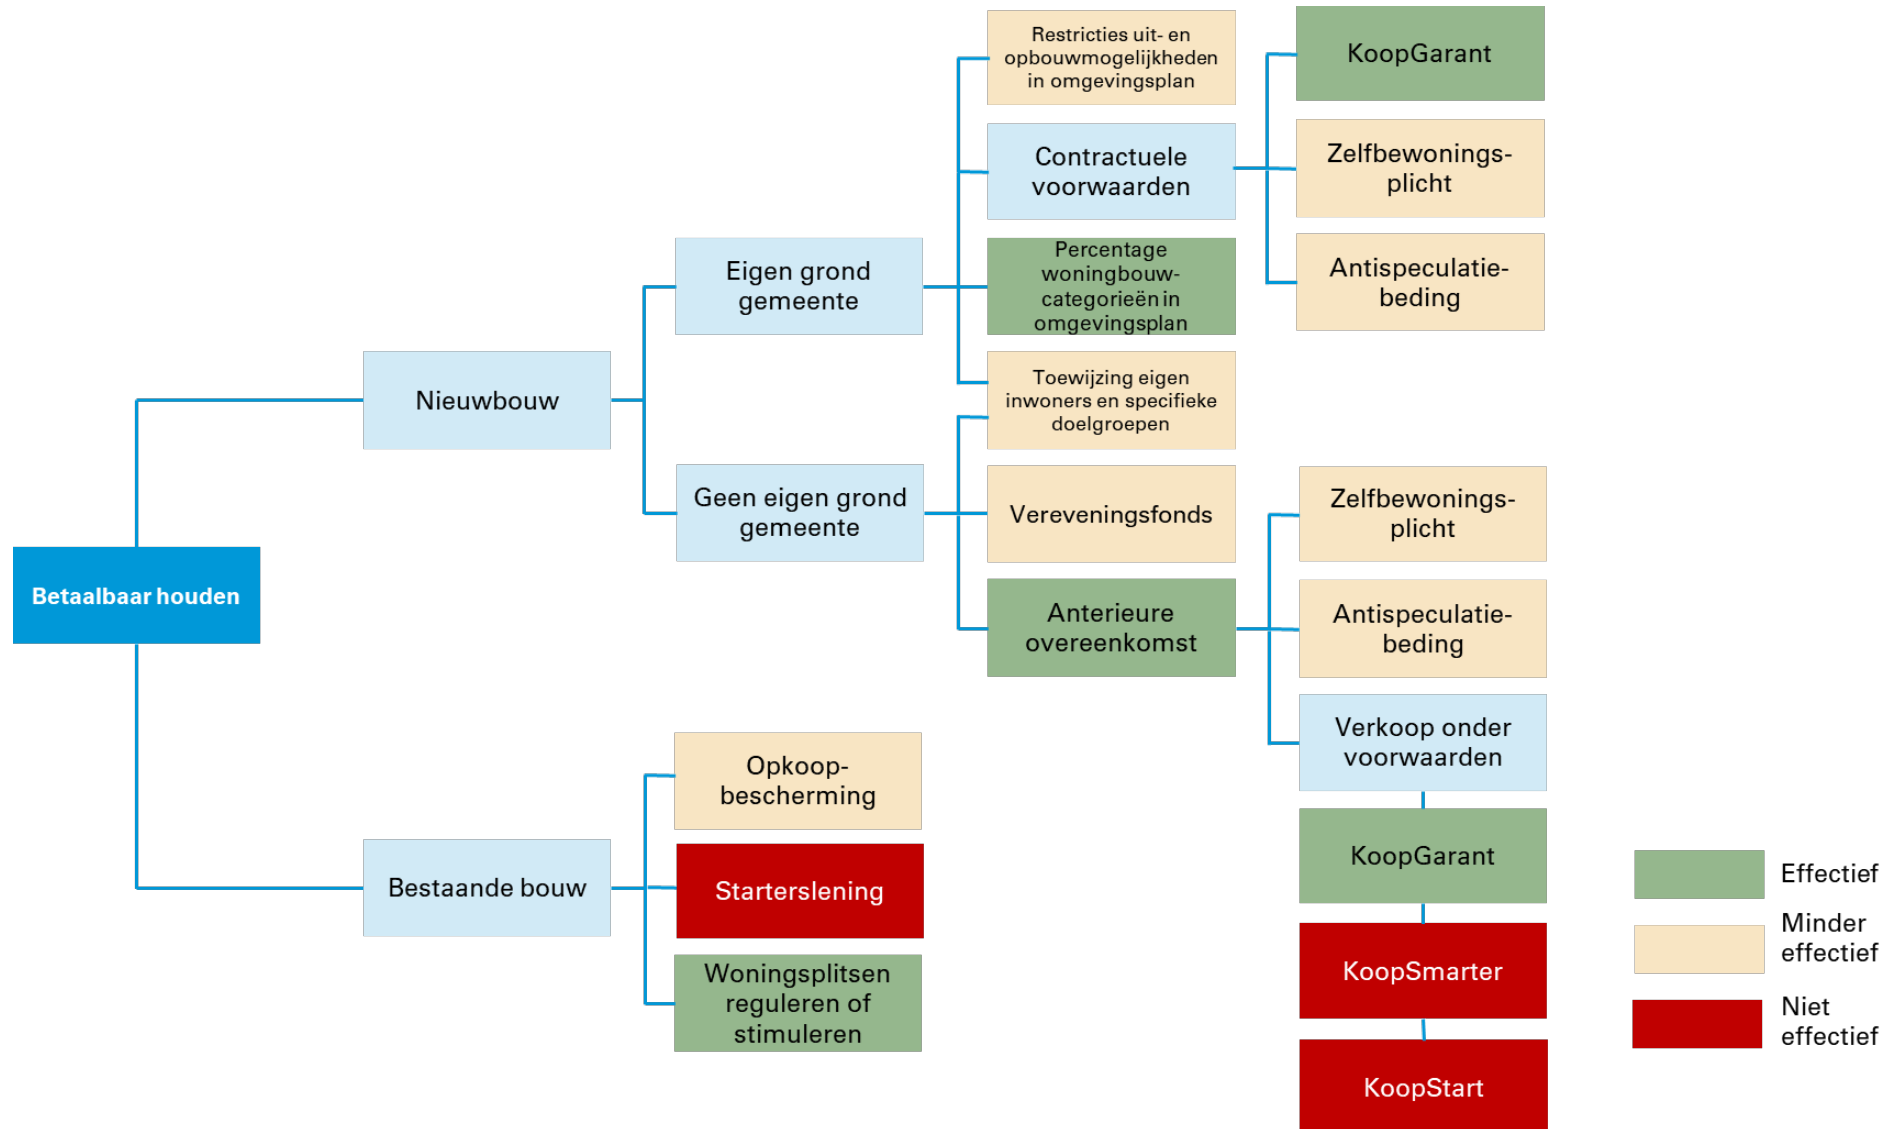 Betaalbaar houden
Nieuwbouw
Eigen grond
gemeente
Restricties uit- en
opbouwmogelijkheden
in omgevingsplan
Contractuele
voorwaarden
KoopGarant
Zelfbewonings-
plicht
Antispeculatie-
beding
Percentage
woningbouw-
categorieën in
omgevingsplan
Toewijzing eigen
inwoners en specifieke
doelgroepen
Geen eigen grond
gemeente
Vereveningsfonds
Anterieure
overeenkomst
Zelfbewonings-
plicht
Antispeculatie-
beding
Verkoop onder
voorwaarden
KoopGarant
KoopSmarter
KoopStart
Bestaande bouw
Opkoop-
bescherming
Starterslening
Woningsplitsen
reguleren of
stimuleren
Effectief
Minder
effectief
Niet
effectief